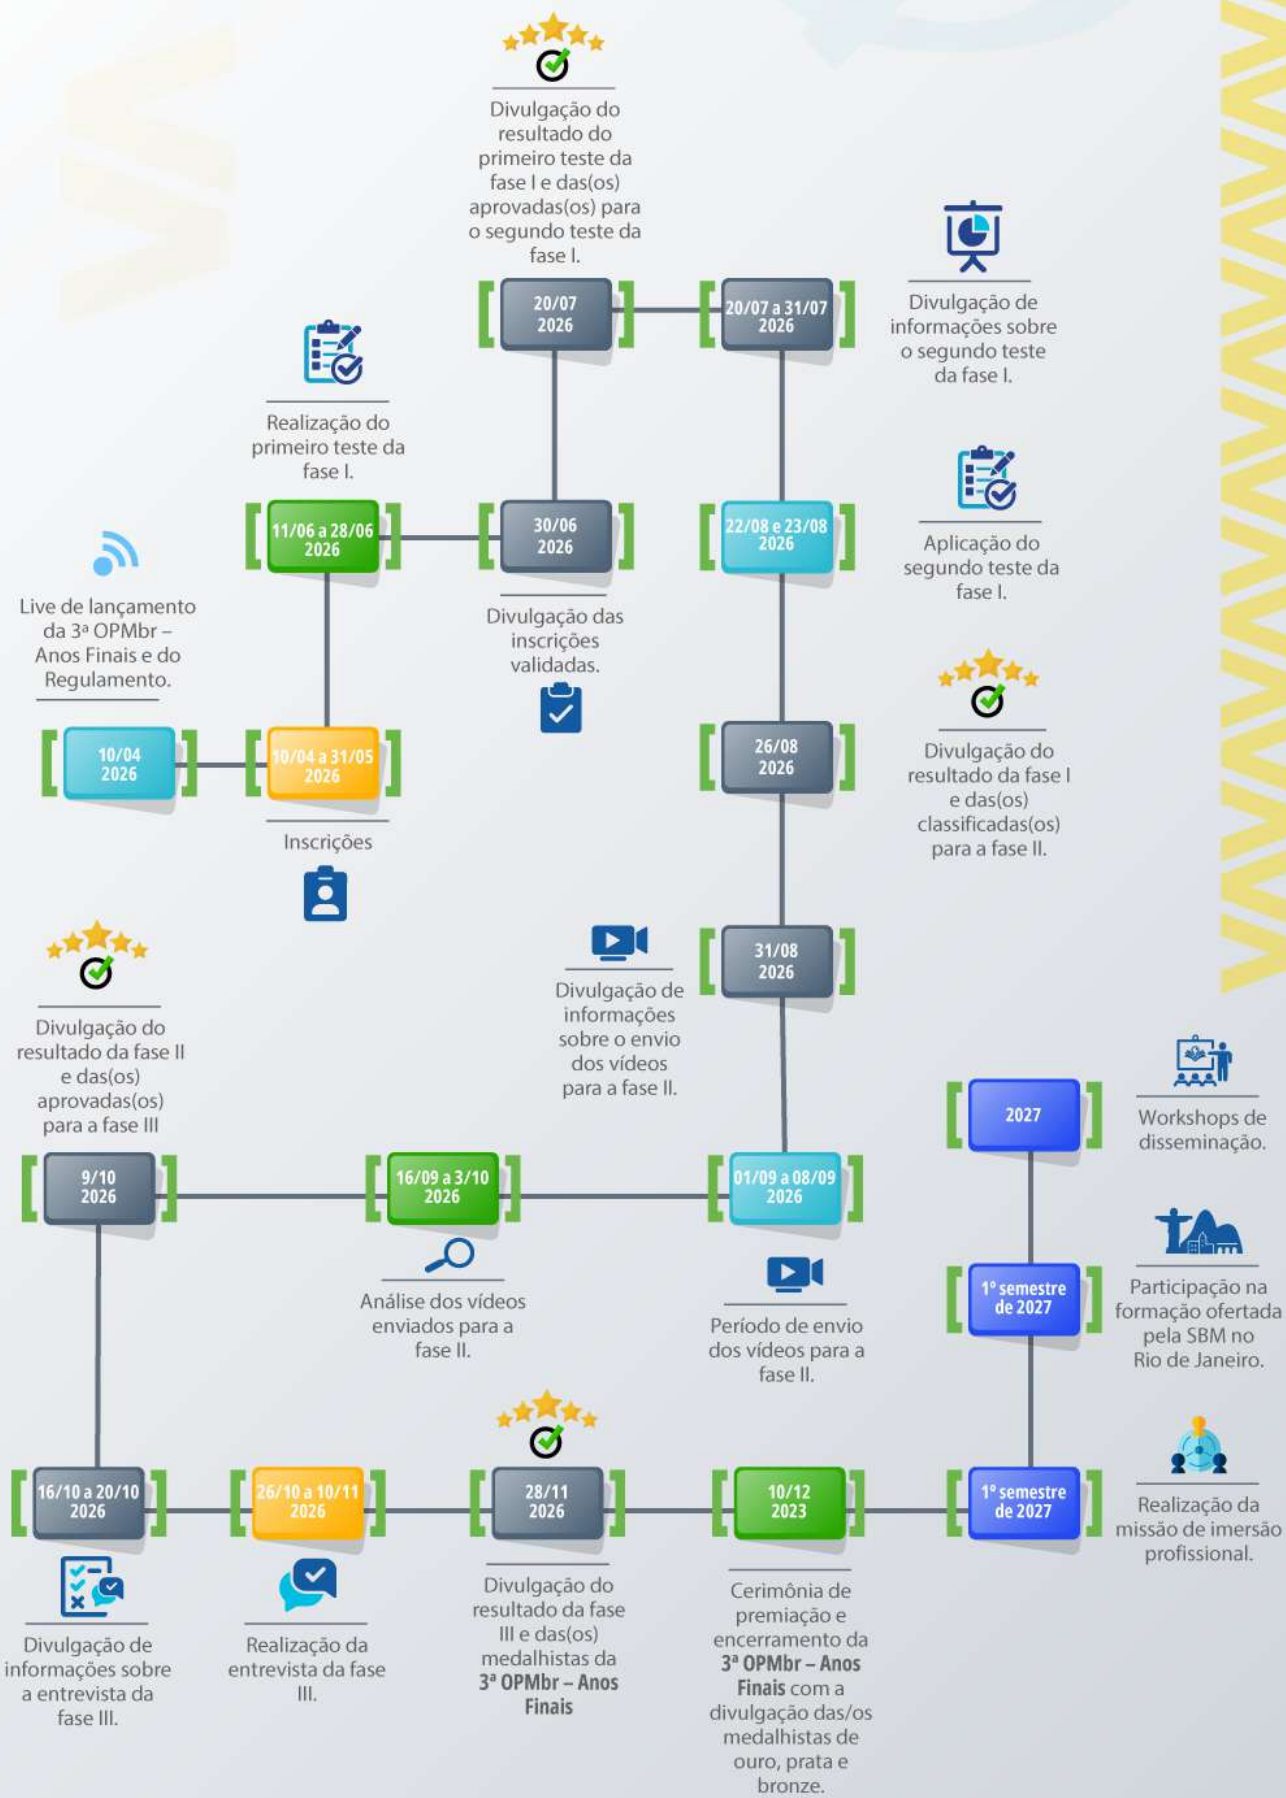 Live de lançamento
da 3ª OPMbr –
Anos Finais e do
Regulamento.
10/04
2026
10/04 a 31/05
2026
Inscrições
Realização do
primeiro teste da
fase I.
11/06 a 28/06
2026
30/06
2026
Divulgação das
inscrições
validadas.
Divulgação do
resultado do
primeiro teste da
fase I e das(os)
aprovadas(os) para
o segundo teste da
fase I.
20/07
2026
20/07 a 31/07
2026
Divulgação de
informações sobre
o segundo teste
da fase I.
22/08 e 23/08
2026
Aplicação do
segundo teste da
fase I.
26/08
2026
Divulgação do
resultado da fase I
e das(os)
classificadas(os)
para a fase II.
31/08
2026
Divulgação de
informações
sobre o envio
dos vídeos
para a fase II.
01/09 a 08/09
2026
Período de envio
dos vídeos para a
fase II.
16/09 a 3/10
2026
Análise dos vídeos
enviados para a
fase II.
Divulgação do
resultado da fase II
e das(os)
aprovadas(os)
para a fase III
9/10
2026
16/10 a 20/10
2026
Divulgação de
informações sobre
a entrevista da
fase III.
26/10 a 10/11
2026
Realização da
entrevista da fase
III.
28/11
2026
Divulgação do
resultado da fase
III e das(os)
medalhistas da
3ª OPMbr – Anos
Finais
10/12
2023
Cerimônia de
premiação e
encerramento da
3ª OPMbr – Anos
Finais com a
divulgação das/os
medalhistas de
ouro, prata e
bronze.
1º semestre
de 2027
Realização da
missão de imersão
profissional.
1º semestre
de 2027
Participação na
formação ofertada
pela SBM no
Rio de Janeiro.
2027
Workshops de
disseminação.